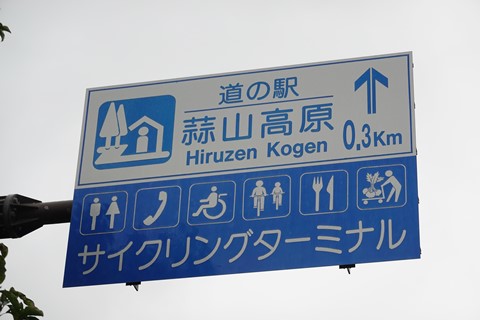 道の駅
蒜山高原
Hiruzen Kogen
0.3Km
サイクリングターミナル